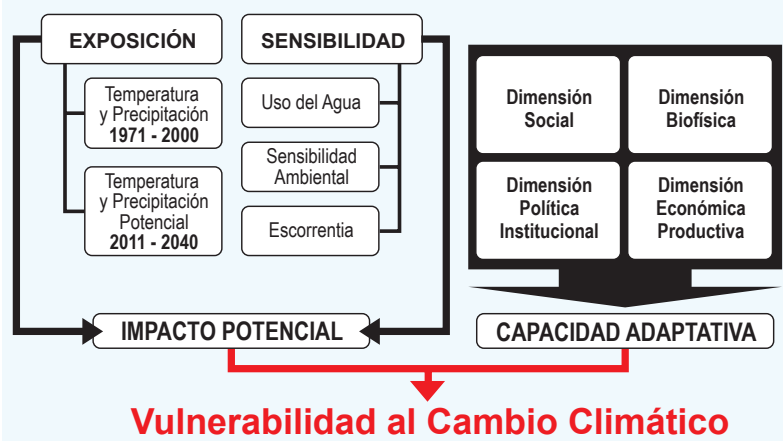 EXPOSICIÓN
Temperatura
y Precipitación
1971 - 2000
Temperatura
y Precipitación
Potencial
2011 - 2040
SENSIBILIDAD
Uso del Agua
Sensibilidad
Ambiental
Escorrentia
Dimensión
Social
Dimensión
Biofísica
Dimensión
Política
Institucional
Dimensión
Económica
Productiva
IMPACTO POTENCIAL
CAPACIDAD ADAPTATIVA
Vulnerabilidad al Cambio Climático